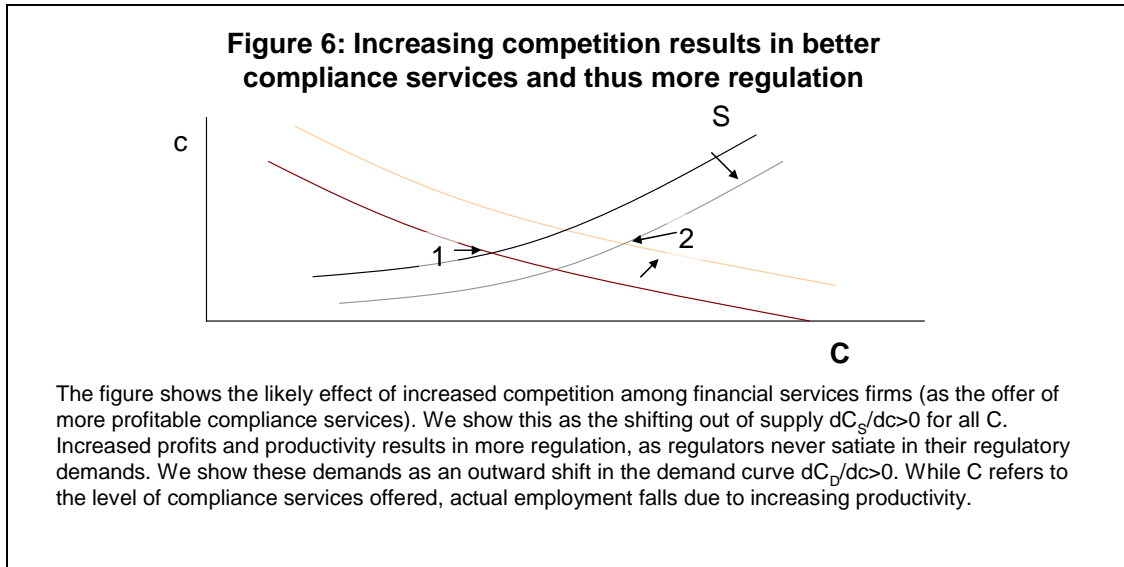 Figure 6: Increasing competition results in better
compliance services and thus more regulation
S
c
1
2
C
The figure shows the likely effect of increased competition among financial services firms (as the offer of
more profitable compliance services). We show this as the shifting out of supply dC_S/dc>0 for all C.
Increased profits and productivity results in more regulation, as regulators never satiate in their regulatory
demands. We show these demands as an outward shift in the demand curve dC_D/dc>0. While C refers to
the level of compliance services offered, actual employment falls due to increasing productivity.